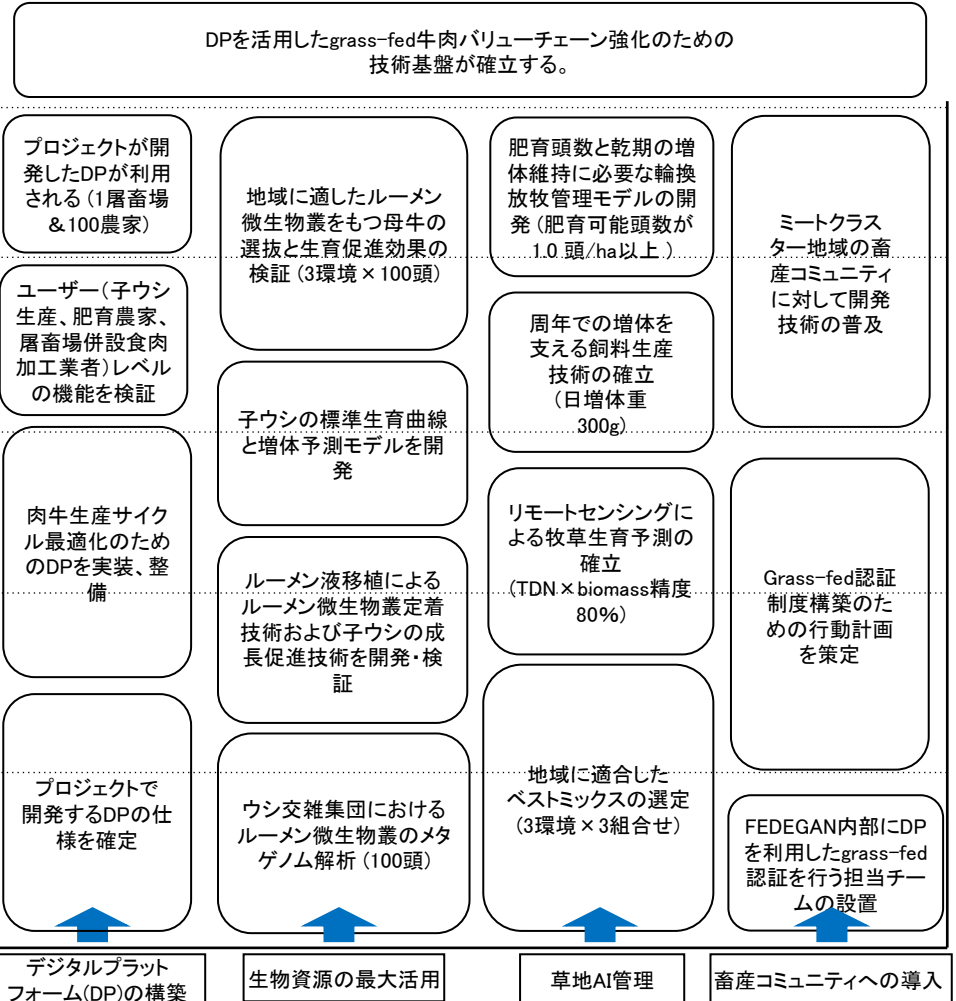 DPを活用したgrass-fed牛肉バリューチェーン強化のための
技術基盤が確立する。
プロジェクトが開
発したDPが利用
される (1屠畜場
&100農家)
ユーザー(子ウシ
生産、肥育農家、
屠畜場併設食肉
加工業者)レベル
の機能を検証
肉牛生産サイク
ル最適化のため
のDPを実装、整
備
プロジェクトで
開発するDPの仕
様を確定
地域に適したルーメン
微生物叢をもつ母牛の
選抜と生育促進効果の
検証 (3環境×100頭)
子ウシの標準生育曲線
と増体予測モデルを開
発
ルーメン液移植による
ルーメン微生物叢定着
技術および子ウシの成
長促進技術を開発・検
証
ウシ交雑集団における
ルーメン微生物叢のメタ
ゲノム解析 (100頭)
肥育頭数と乾期の増
体維持に必要な輪換
放牧管理モデルの開
発 (肥育可能頭数が
1.0 頭/ha以上 )
周年での増体を
支える飼料生産
技術の確立
(日増体重
300g)
リモートセンシングに
よる牧草生育予測の
確立
(TDN×biomass精度
80%)
地域に適合した
ベストミックスの選定
(3環境×3組合せ)
ミートクラス
ター地域の畜
産コミュニティ
に対して開発
技術の普及
Grass-fed認証
制度構築のた
めの行動計画
を策定
FEDEGAN内部にDP
を利用したgrass-fed
認証を行う担当チー
ムの設置
デジタルプラット
フォーム(DP)の構築
生物資源の最大活用
草地AI管理
畜産コミュニティへの導入